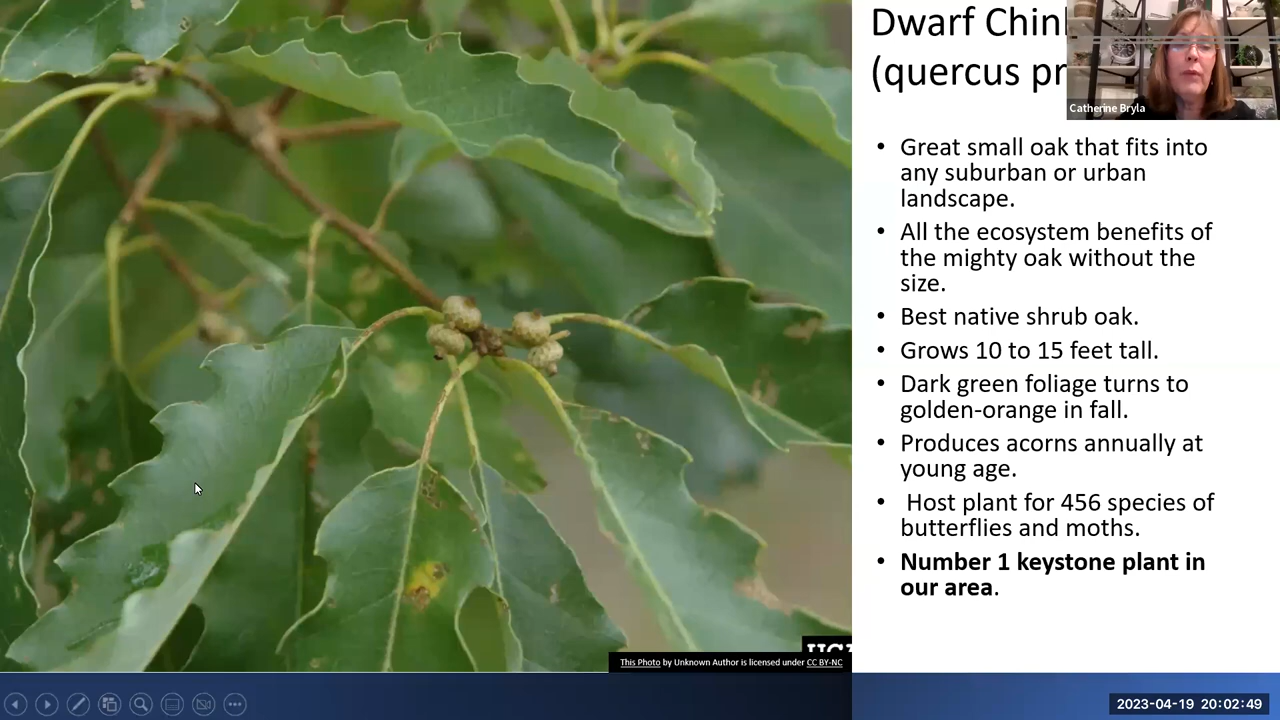 Dwarf Chin
(quercus pr
Catherine Bryla
• Great small oak that fits into
any suburban or urban
landscape.
• All the ecosystem benefits of
the mighty oak without the
size.
• Best native shrub oak.
• Grows 10 to 15 feet tall.
• Dark green foliage turns to
golden-orange in fall.
• Produces acorns annually at
young age.
• Host plant for 456 species of
butterflies and moths.
• Number 1 keystone plant in
our area.
This Photo by Unknown Author is licensed under CC BY-NC
2023-04-19 20:02:49